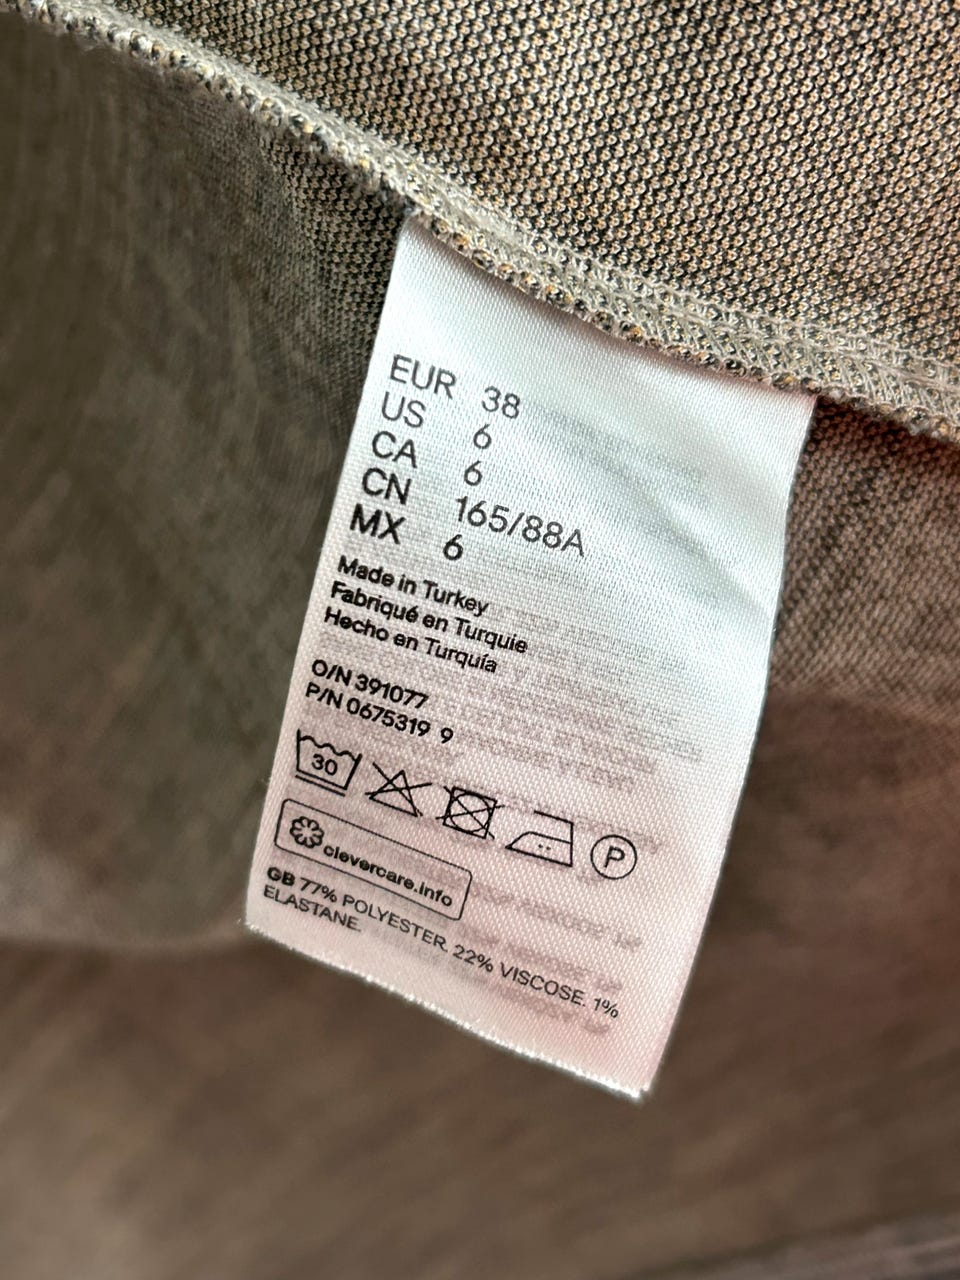 EUR 38
US 6
CA 6
CN 165/88A
MX 6
Made in Turkey
Fabriqué en Turquie
Hecho en Turquía
O/N 391077
P/N 0675319 9
30
P
clevercare.info
GB 77% POLYESTER. 22% VISCOSE. 1%
ELASTANE.